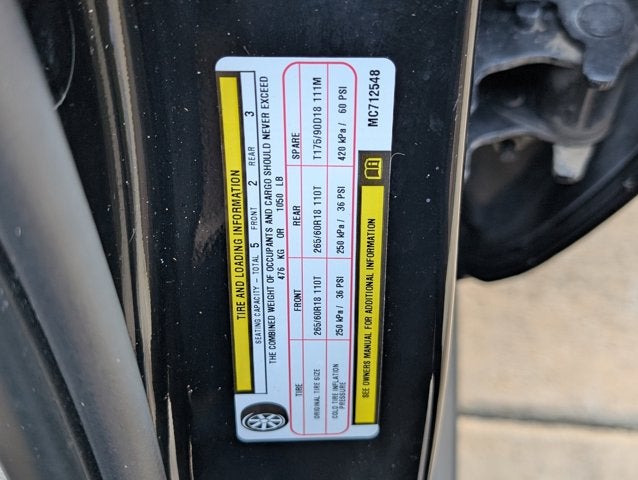 TIRE AND LOADING INFORMATION
SEATING CAPACITY - TOTAL 5 FRONT 2 REAR 3
THE COMBINED WEIGHT OF OCCUPANTS AND CARGO SHOULD NEVER EXCEED
476 KG OR 1050 LB
TIRE FRONT REAR SPARE
ORIGINAL TIRE SIZE 265/60R18 110T 265/60R18 110T T175/90D18 111M
COLD TIRE INFLATION PRESSURE 250 kPa / 36 PSI 250 kPa / 36 PSI 420 kPa / 60 PSI
SEE OWNERS MANUAL FOR ADDITIONAL INFORMATION
MC712548